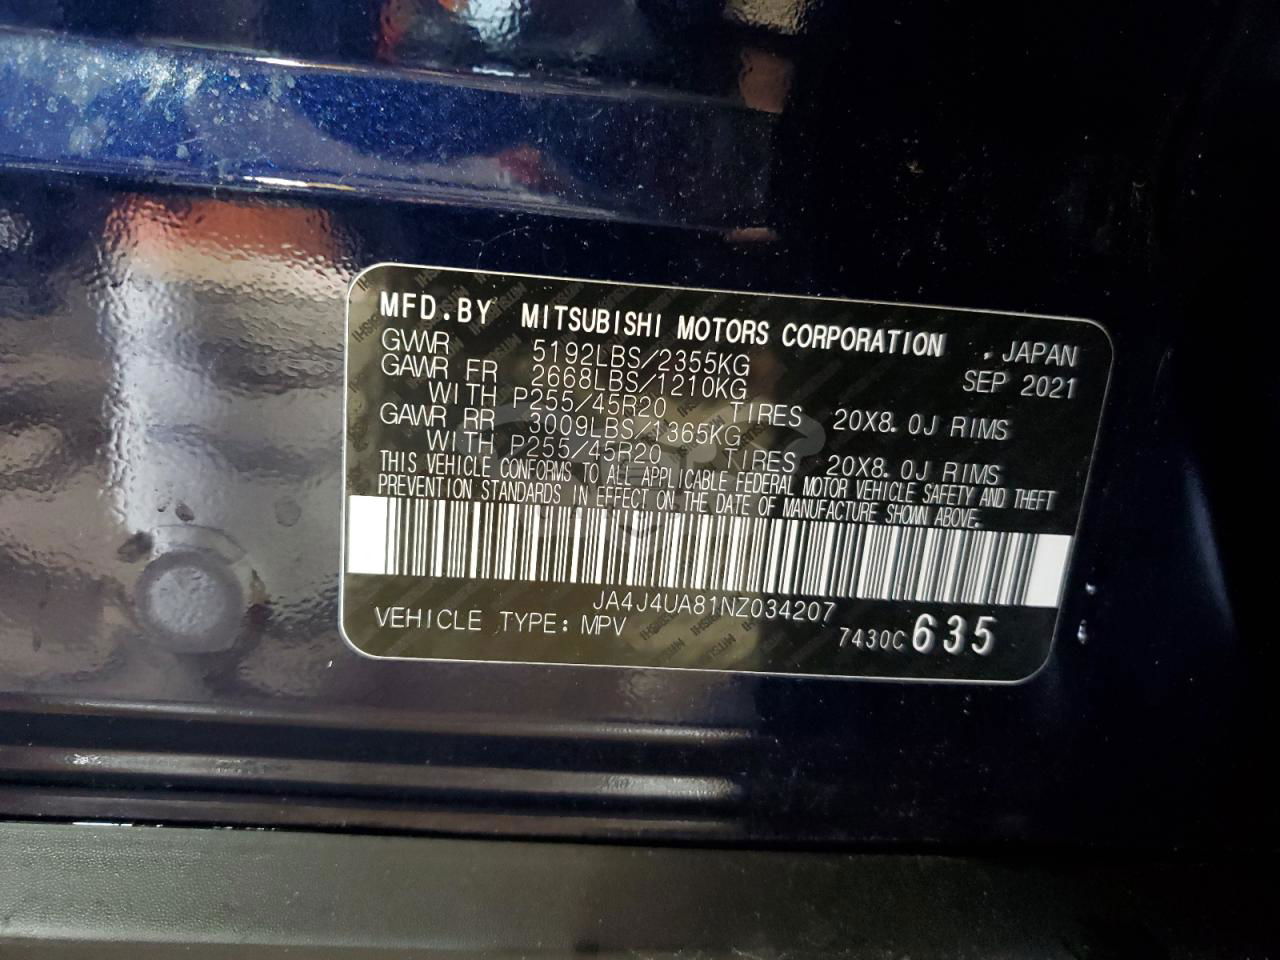 MFD.BY MITSUBISHI MOTORS CORPORATION . JAPAN
GWWR 5192LBS/2355KG SEP 2021
GAWR FR 2668LBS/1210KG
WITH P255/45R20 TIRES 20X8.0J RIMS
GAWR RR 3009LBS/1365KG
WITH P255/45R20 TIRES 20X8.0J RIMS
THIS VEHICLE CONFORMS TO ALL APPLICABLE FEDERAL MOTOR VEHICLE SAFETY AND THEFT
PREVENTION STANDARDS IN EFFECT ON THE DATE OF MANUFACTURE SHOWN ABOVE.
JA4J4UA81NZ034207
VEHICLE TYPE: MPV 7430C 635